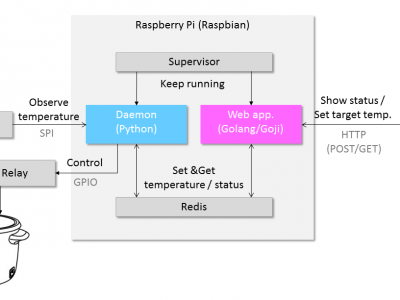 Raspberry Pi (Raspbian)
Supervisor
Keep running
Observe
temperature
SPI
Daemon
(Python)
Web app.
(Golang/Goji)
Show status /
Set target temp.
HTTP
(POST/GET)
Relay
Control
GPIO
Set &Get
temperature / status
Redis